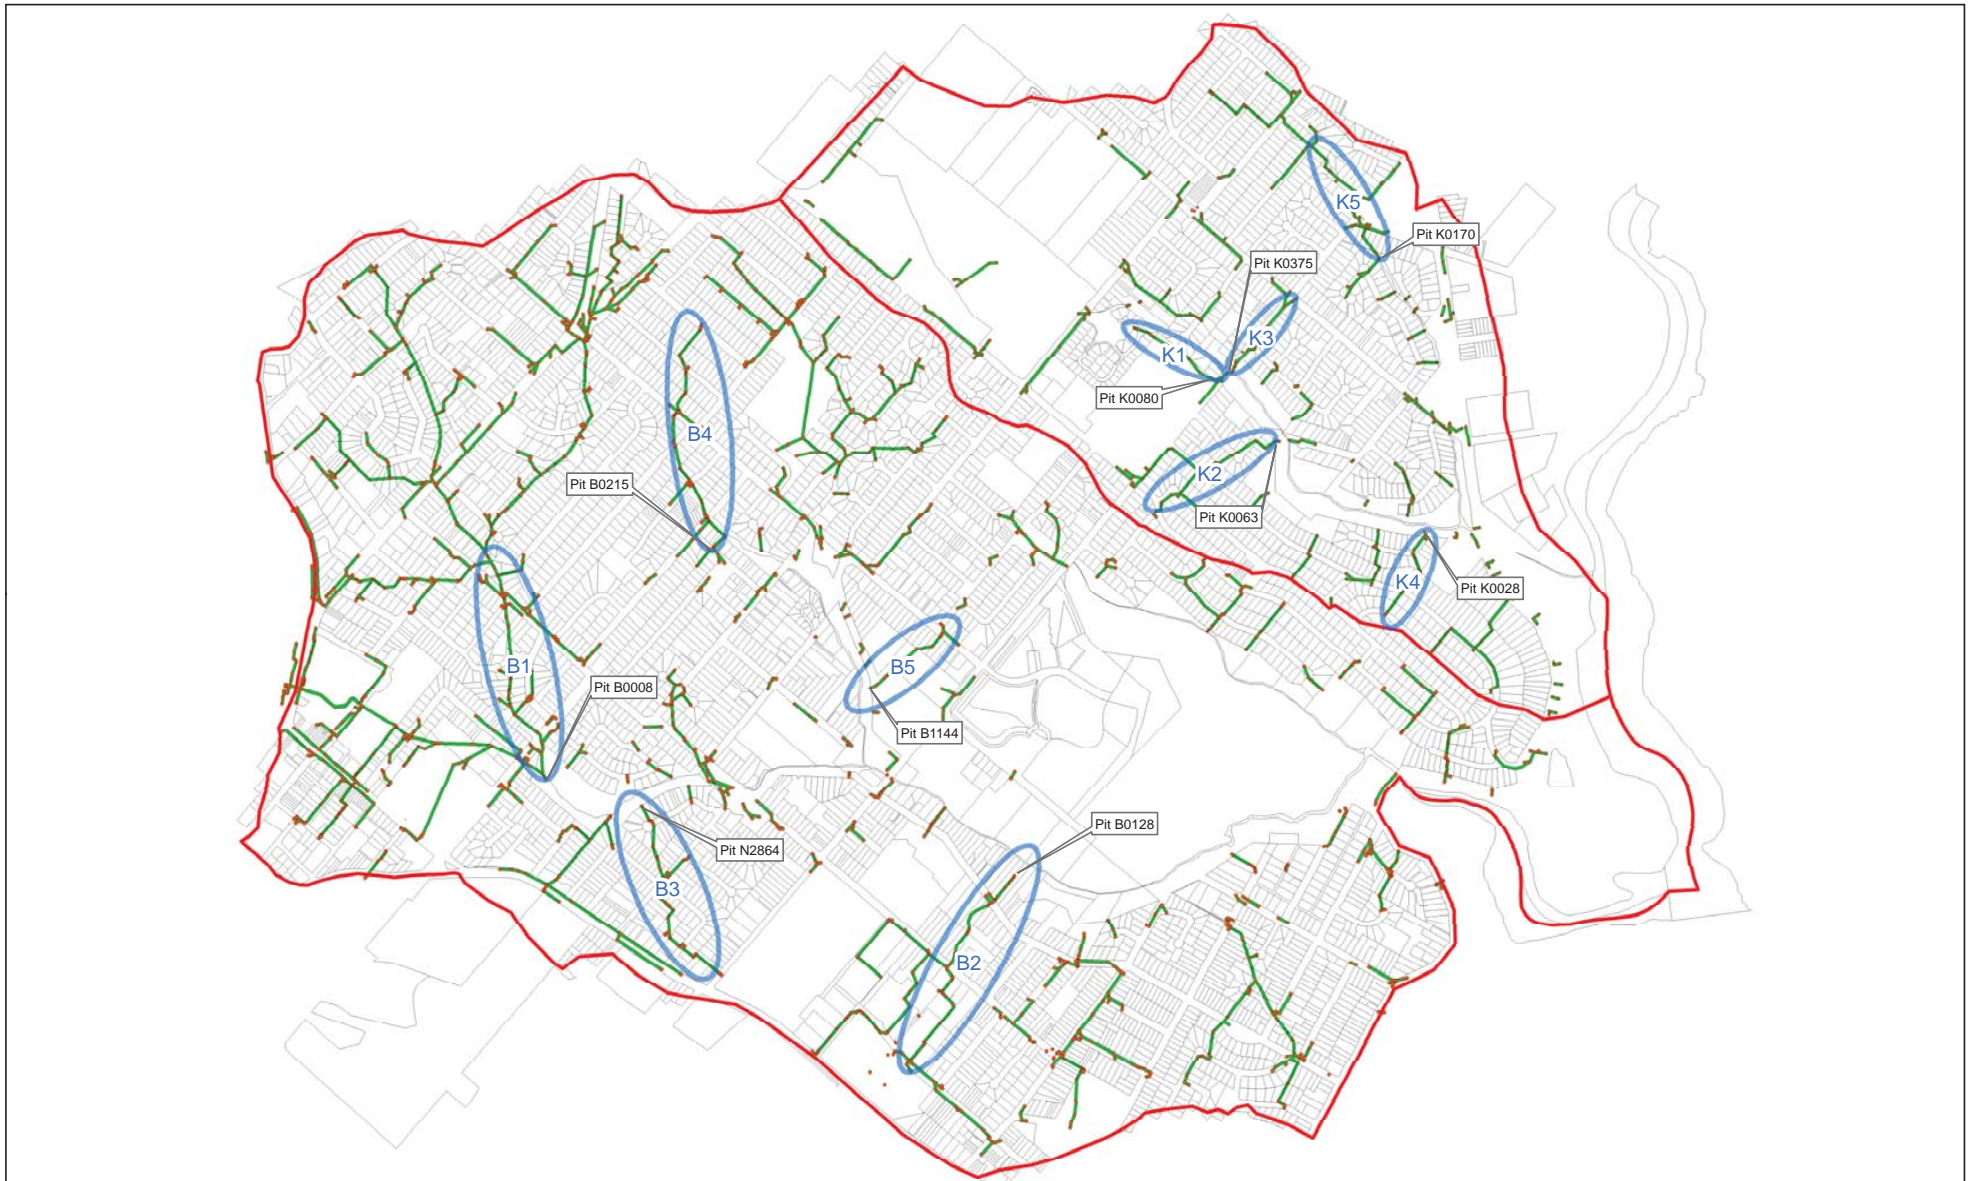 K5
Pit K0170
Pit K0375
K3
K1
Pit K0080
B4
K2
Pit B0215
Pit K0063
K4
Pit K0028
B1
B5
Pit B0008
Pit B1144
Pit B0128
Pit N2864
B3
B2